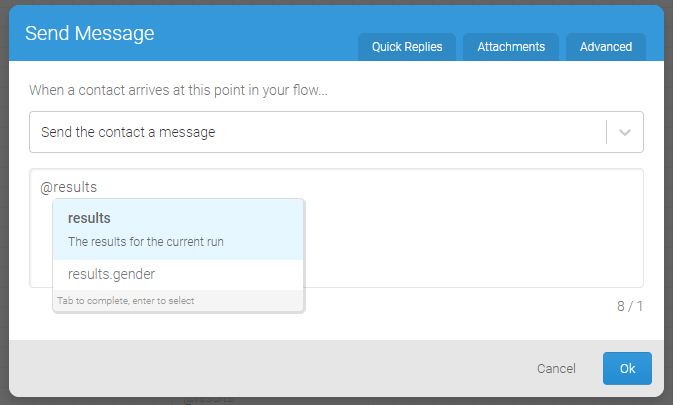 Send Message
Quick Replies Attachments Advanced
When a contact arrives at this point in your flow...
Send the contact a message
@results
results
The results for the current run
results.gender
Tab to complete, enter to select
8 / 1
Cancel Ok
@results